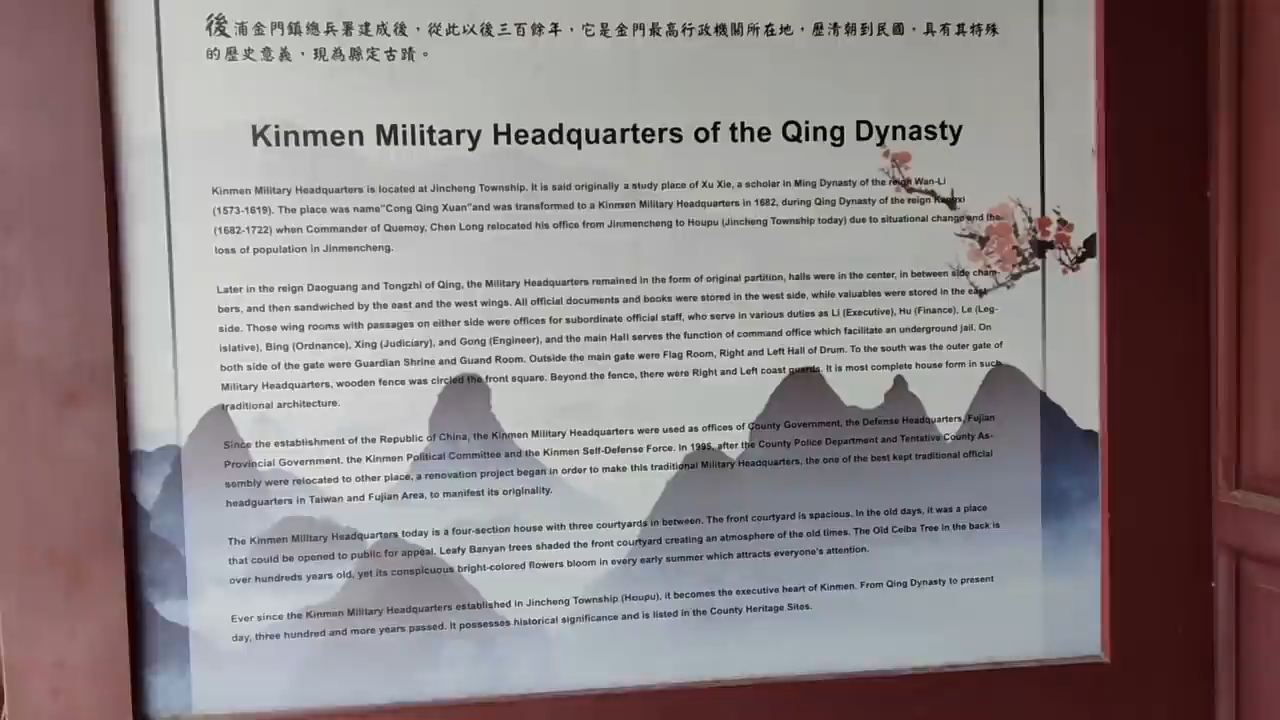 後浦金門鎮總兵署建成後，從此以後三百餘年，它是金門最高行政機關所在地，歷清朝到民國，具有其特殊
的歷史意義，現為縣定古蹟。
Kinmen Military Headquarters of the Qing Dynasty
Kinmen Military Headquarters is located at Jincheng Township. It is said originally a study place of Xu Xie, a scholar in Ming Dynasty of the reign Wan-Li
(1573-1619). The place was name"Cong Qing Xuan"and was transformed to a Kinmen Military Headquarters in 1682, during Qing Dynasty of the reign Kangxi
(1682-1722) when Commander of Quemoy, Chen Long relocated his office from Jinmencheng to Houpu (Jincheng Township today) due to situational change and the
loss of population in Jinmencheng.
Later in the reign Daoguang and Tongzhi of Qing, the Military Headquarters remained in the form of original partition, halls were in the center, in between side cham-
bers, and then sandwiched by the east and the west wings. All official documents and books were stored in the west side, while valuables were stored in the east
side. Those wing rooms with passages on either side were offices for subordinate official staff, who serve in various duties as Li (Executive), Hu (Finance), Le (Leg-
islative), Bing (Ordnance), Xing (Judiciary), and Gong (Engineer), and the main Hall serves the function of command office which facilitate an underground jail. On
both side of the gate were Guardian Shrine and Guand Room. Outside the main gate were Flag Room, Right and Left Hall of Drum. To the south was the outer gate of
Military Headquarters, wooden fence was circled the front square. Beyond the fence, there were Right and Left coast guards. It is most complete house form in such
traditional architecture.
Since the establishment of the Republic of China, the Kinmen Military Headquarters were used as offices of County Government, the Defense Headquarters, Fujian
Provincial Government, the Kinmen Political Committee and the Kinmen Self-Defense Force. In 1995, after the County Police Department and Tentative County As-
sembly were relocated to other place, a renovation project began in order to make this traditional Military Headquarters, the one of the best kept traditional official
headguarters in Taiwan and Fujian Area, to manifest its originality.
The Kinmen Military Headquarters today is a four-section house with three courtyards in between. The front courtyard is spacious. In the old days, it was a place
that could be opened to public for appeal. Leafy Banyan trees shaded the front courtyard creating an atmosphere of the old times. The Old Ceiba Tree in the back is
over hundreds years old, yet its conspicuous bright-colored flowers bloom in every early summer which attracts everyone's attention.
Ever since the Kinmen Military Headquarters established in Jincheng Township (Houpu), it becomes the executive heart of Kinmen. From Qing Dynasty to present
day, three hundred and more years passed. It possesses historical significance and is listed in the County Heritage Sites.